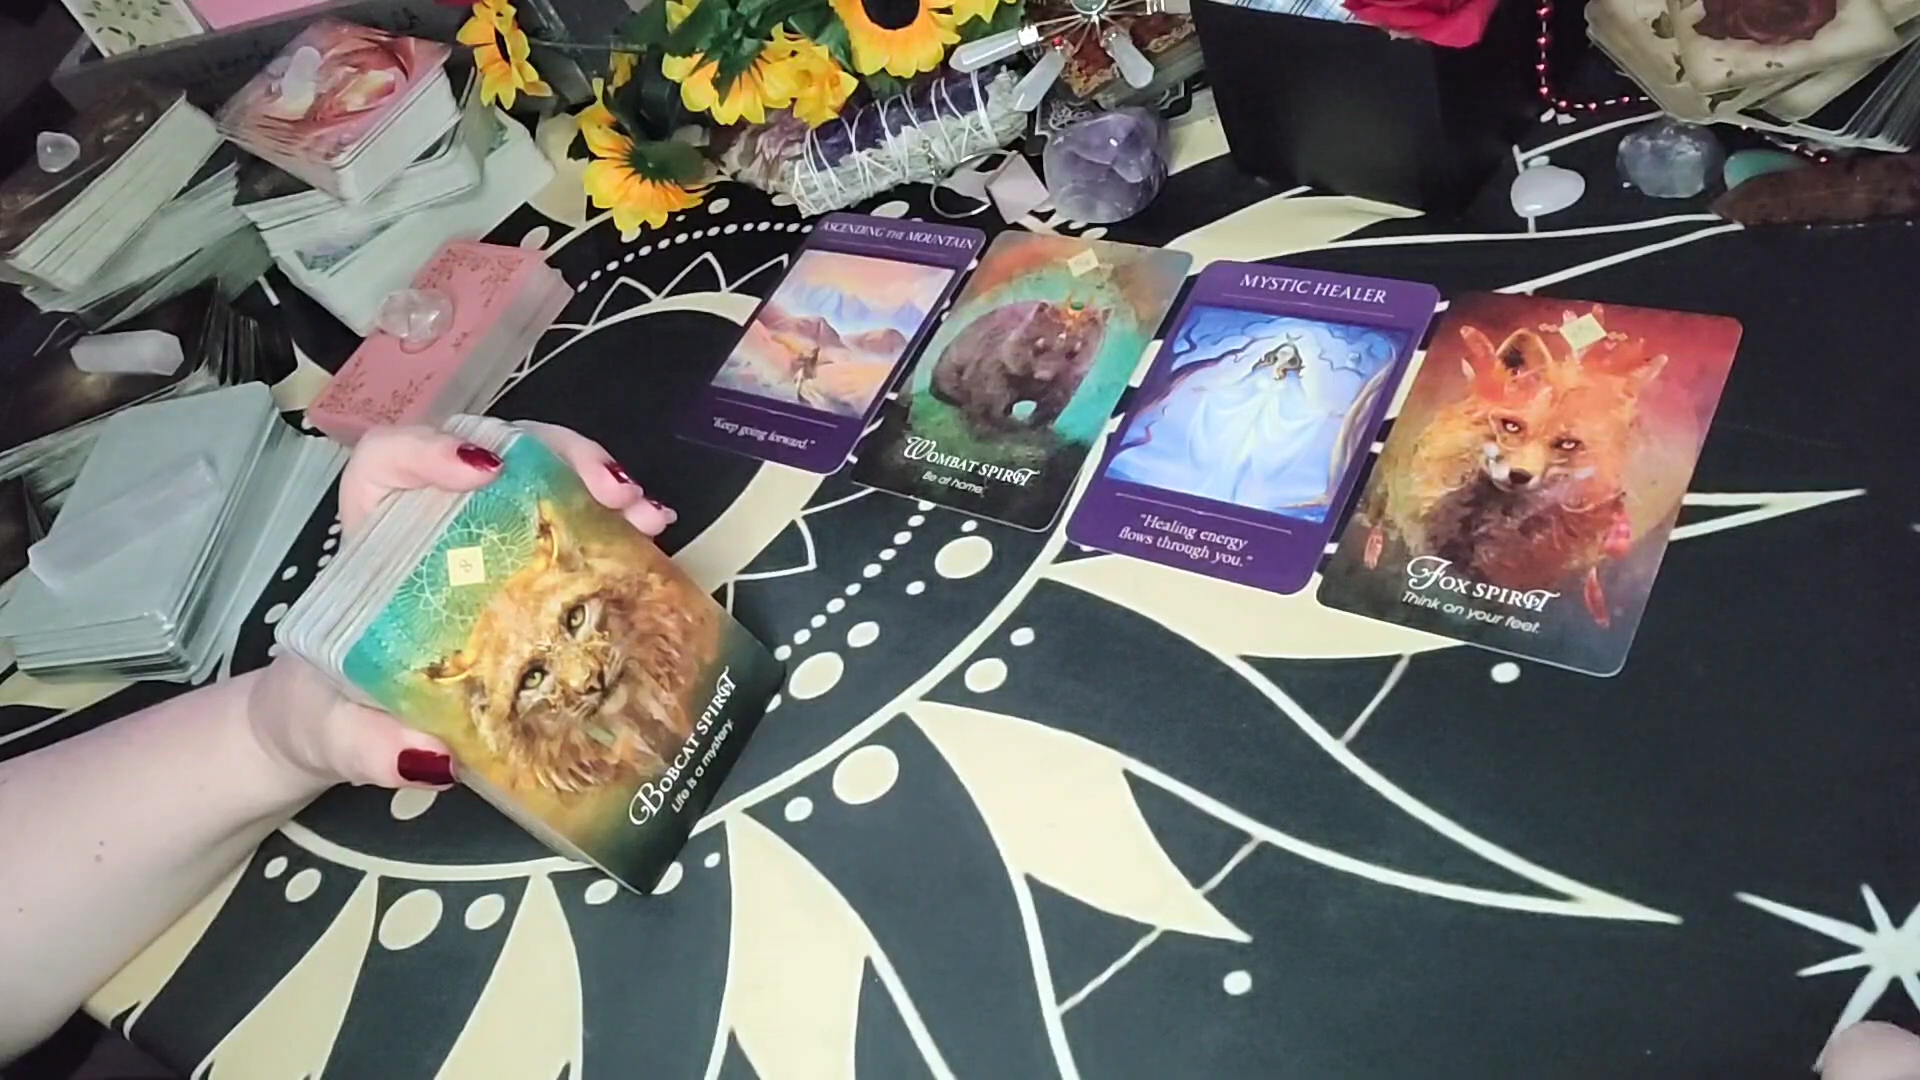 ASCENDING THE MOUNTAIN
"Keep going forward."
WOMBAT SPIRIT
Be at home.
MYSTIC HEALER
"Healing energy
flows through you."
FOX SPIRIT
Think on your feet.
8
BOBCAT SPIRIT
Life is a mystery.